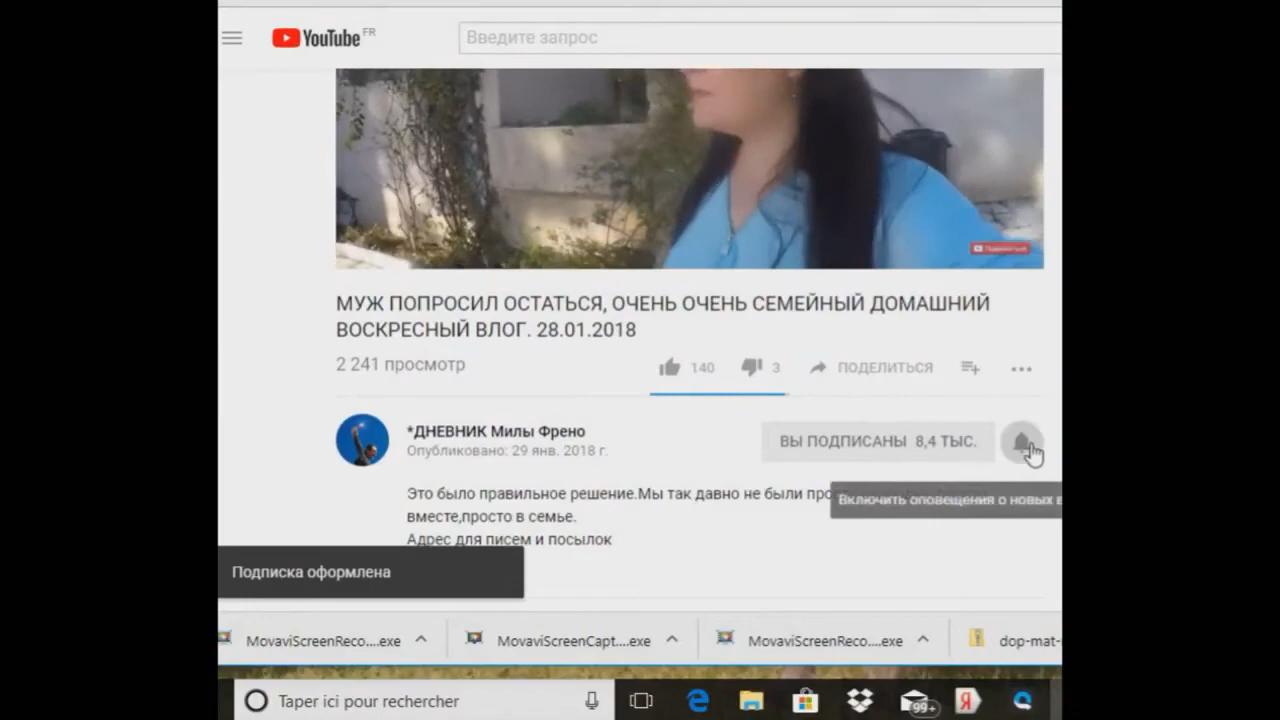 YouTube FR
Введите запрос
МУЖ ПОПРОСИЛ ОСТАТЬСЯ, ОЧЕНЬ ОЧЕНЬ СЕМЕЙНЫЙ ДОМАШНИЙ
ВОСКРЕСНЫЙ ВЛОГ. 28.01.2018
2 241 просмотр
140
3
ПОДЕЛИТЬСЯ
*ДНЕВНИК Милы Френо
Опубликовано: 29 янв. 2018 г.
ВЫ ПОДПИСАНЫ 8,4 ТЫС.
Это было правильное решение.Мы так давно не были
Включить оповещения о новых
вместе,просто в семье.
Адрес для писем и посылок
Подписка оформлена
MovaviScreenReco....exe
MovaviScreenCapt....exe
MovaviScreenReco....exe
dop-mat-
Taper ici pour rechercher
99+
Я